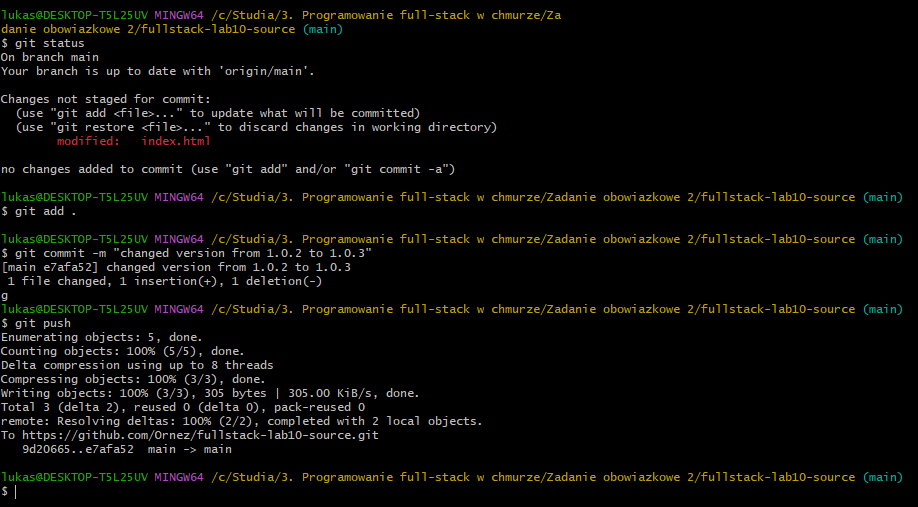 lukas@DESKTOP-T5L25UV MINGW64 /c/Studia/3. Programowanie full-stack w chmurze/Za
danie obowiazkowe 2/fullstack-lab10-source (main)
$ git status
On branch main
Your branch is up to date with 'origin/main'.
Changes not staged for commit:
  (use "git add <file>..." to update what will be committed)
  (use "git restore <file>..." to discard changes in working directory)
        modified:   index.html
no changes added to commit (use "git add" and/or "git commit -a")
lukas@DESKTOP-T5L25UV MINGW64 /c/Studia/3. Programowanie full-stack w chmurze/Zadanie obowiazkowe 2/fullstack-lab10-source (main)
$ git add .
lukas@DESKTOP-T5L25UV MINGW64 /c/Studia/3. Programowanie full-stack w chmurze/Zadanie obowiazkowe 2/fullstack-lab10-source (main)
$ git commit -m "changed version from 1.0.2 to 1.0.3"
[main e7afa52] changed version from 1.0.2 to 1.0.3
 1 file changed, 1 insertion(+), 1 deletion(-)
g
lukas@DESKTOP-T5L25UV MINGW64 /c/Studia/3. Programowanie full-stack w chmurze/Zadanie obowiazkowe 2/fullstack-lab10-source (main)
$ git push
Enumerating objects: 5, done.
Counting objects: 100% (5/5), done.
Delta compression using up to 8 threads
Compressing objects: 100% (3/3), done.
Writing objects: 100% (3/3), 305 bytes | 305.00 KiB/s, done.
Total 3 (delta 2), reused 0 (delta 0), pack-reused 0
remote: Resolving deltas: 100% (2/2), completed with 2 local objects.
To https://github.com/Ornez/fullstack-lab10-source.git
   9d20665..e7afa52  main -> main
lukas@DESKTOP-T5L25UV MINGW64 /c/Studia/3. Programowanie full-stack w chmurze/Zadanie obowiazkowe 2/fullstack-lab10-source (main)
$